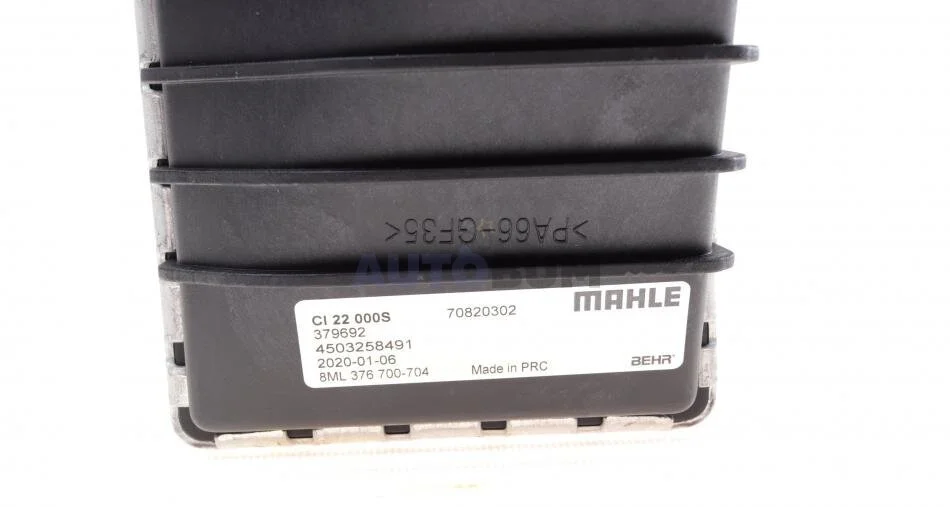 >PA66-GF35<
AUTOBUM
CI 22 000S 70820302 MAHLE
379692
4503258491
2020-01-06
8ML 376 700-704 Made in PRC BEHR®